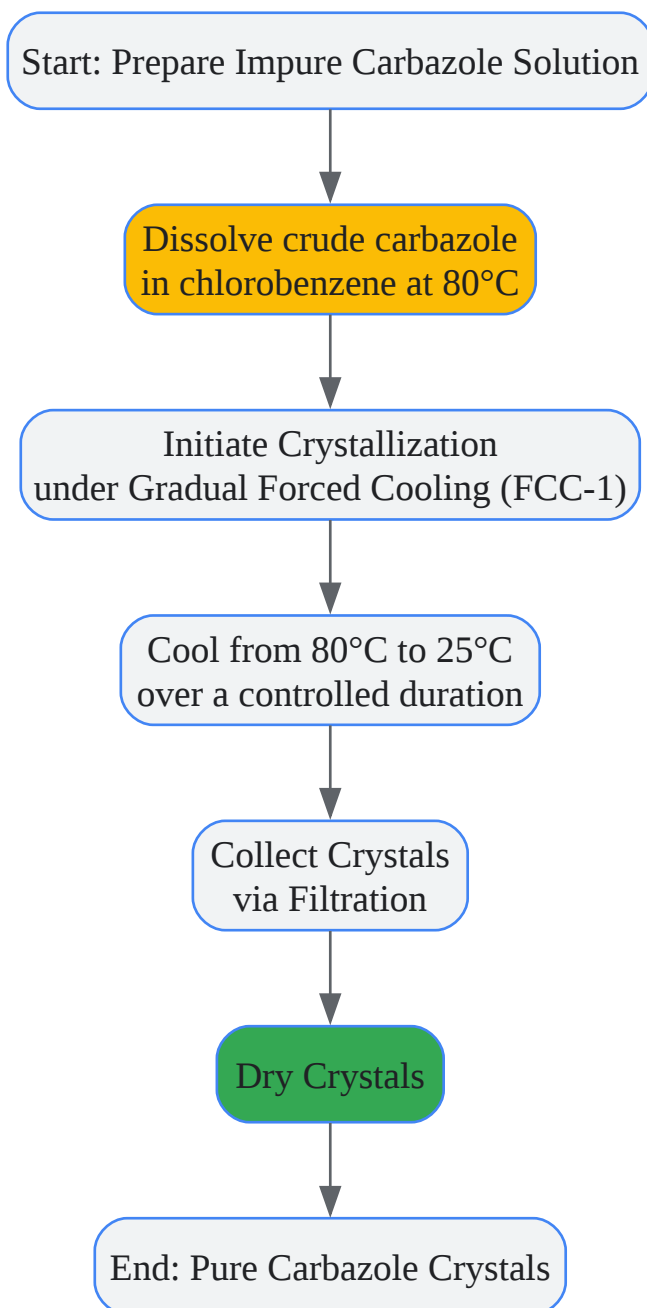 Start: Prepare Impure Carbazole Solution
Dissolve crude carbazole
in chlorobenzene at 80°C
Initiate Crystallization
under Gradual Forced Cooling (FCC-1)
Cool from 80°C to 25°C
over a controlled duration
Collect Crystals
via Filtration
Dry Crystals
End: Pure Carbazole Crystals